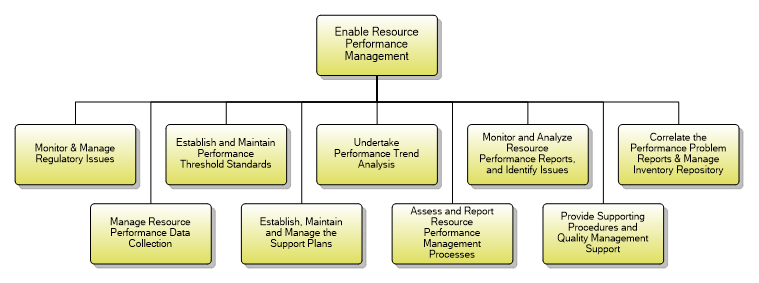 Enable Resource
Performance
Management
Monitor & Manage
Regulatory Issues
Establish and Maintain
Performance
Threshold Standards
Undertake
Performance Trend
Analysis
Monitor and Analyze
Resource
Performance Reports,
and Identify Issues
Correlate the
Performance Problem
Reports & Manage
Inventory Repository
Manage Resource
Performance Data
Collection
Establish, Maintain
and Manage the
Support Plans
Assess and Report
Resource
Performance
Management
Processes
Provide Supporting
Procedures and
Quality Management
Support